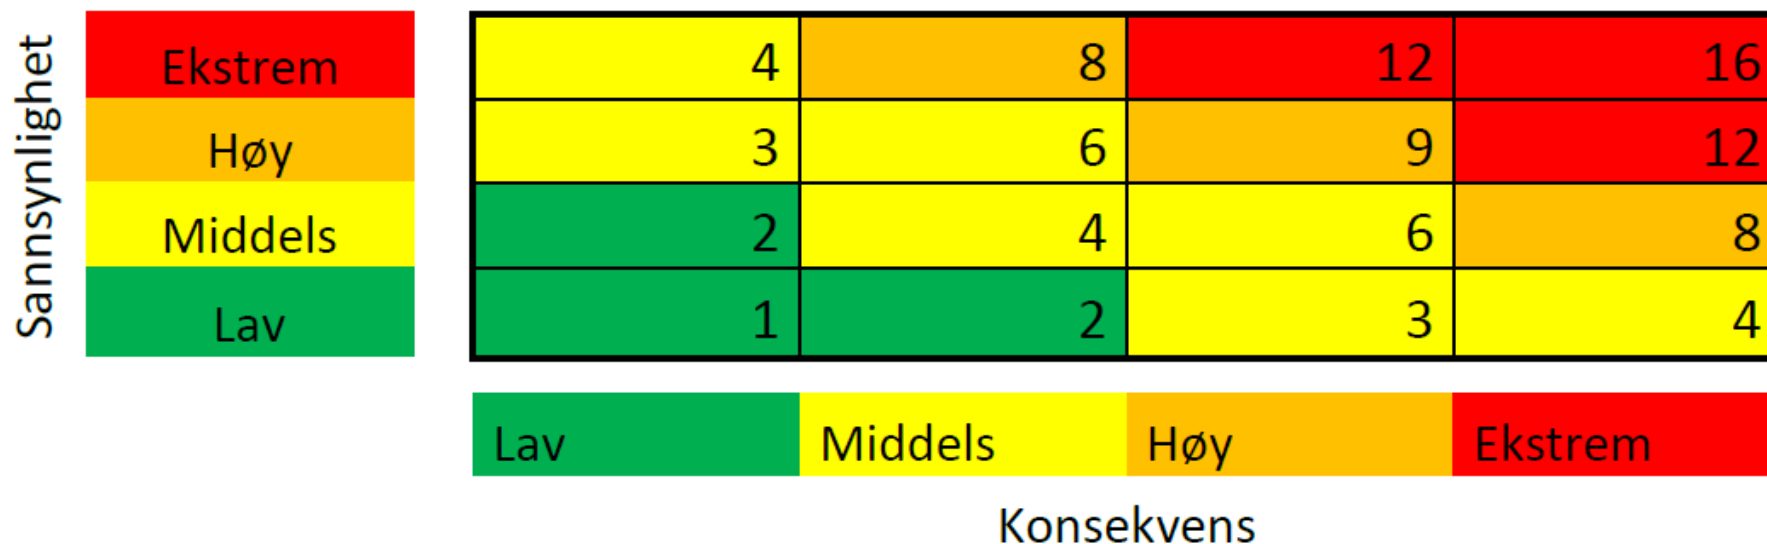 Sannsynlighet
Ekstrem 4 8 12 16
Høy 3 6 9 12
Middels 2 4 6 8
Lav 1 2 3 4
Lav Middels Høy Ekstrem
Konsekvens